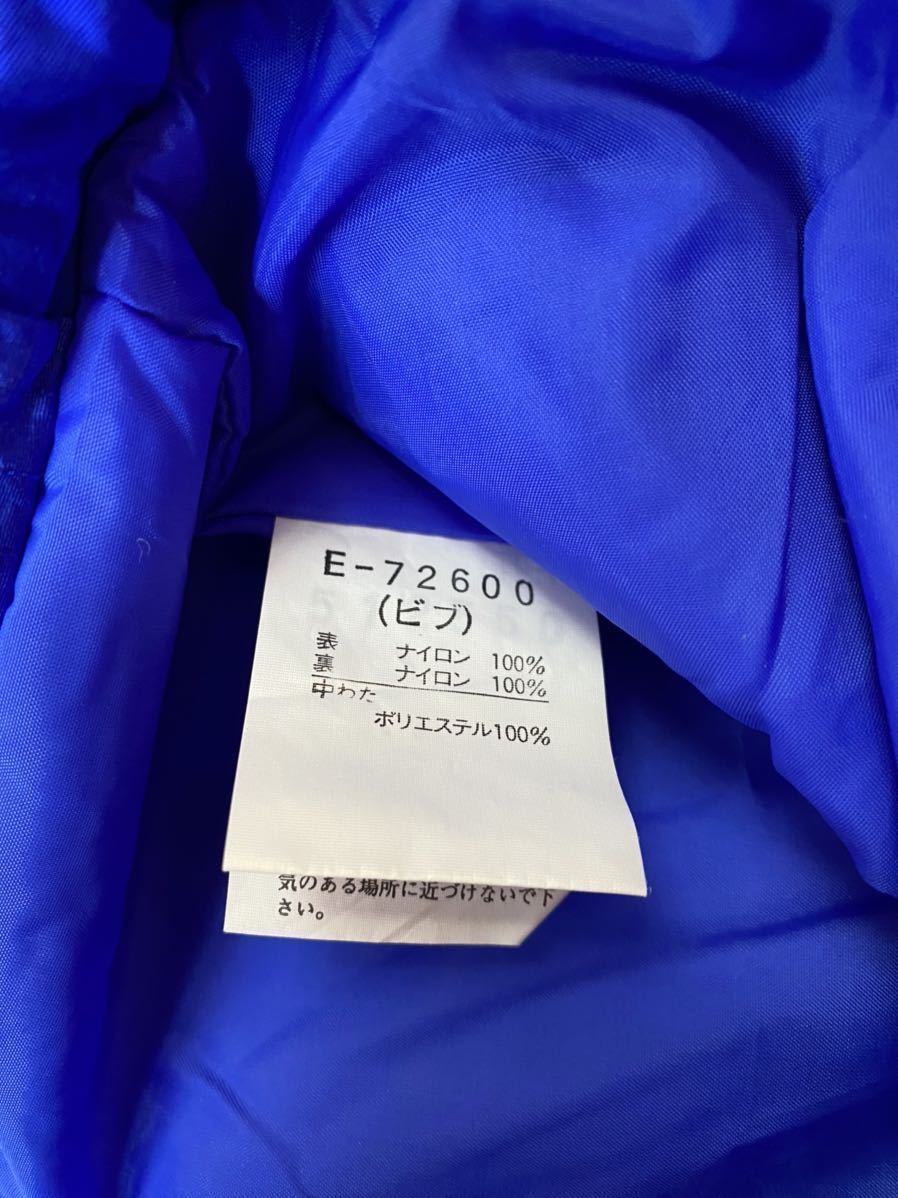 E-72600
(ビブ)
表 ナイロン 100%
裏 ナイロン 100%
中わた
ポリエステル100%
気のある場所に近づけないで下
さい。